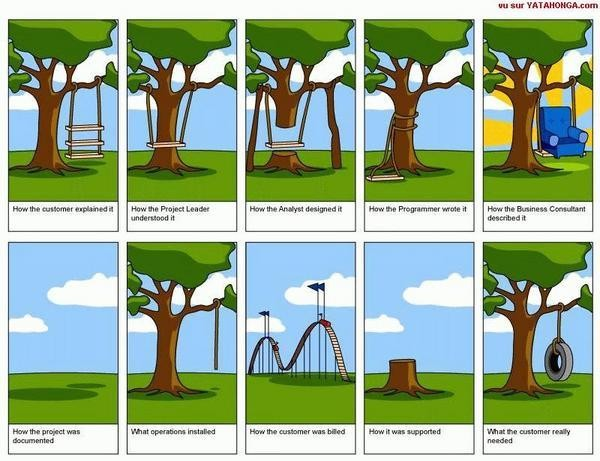 vu sur YATAHONGA.com
How the customer explained it
How the Project Leader
understood it
How the Analyst designed it
How the Programmer wrote it
How the Business Consultant
described it
How the project was
documented
What operations installed
How the customer was billed
How it was supported
What the customer really
needed